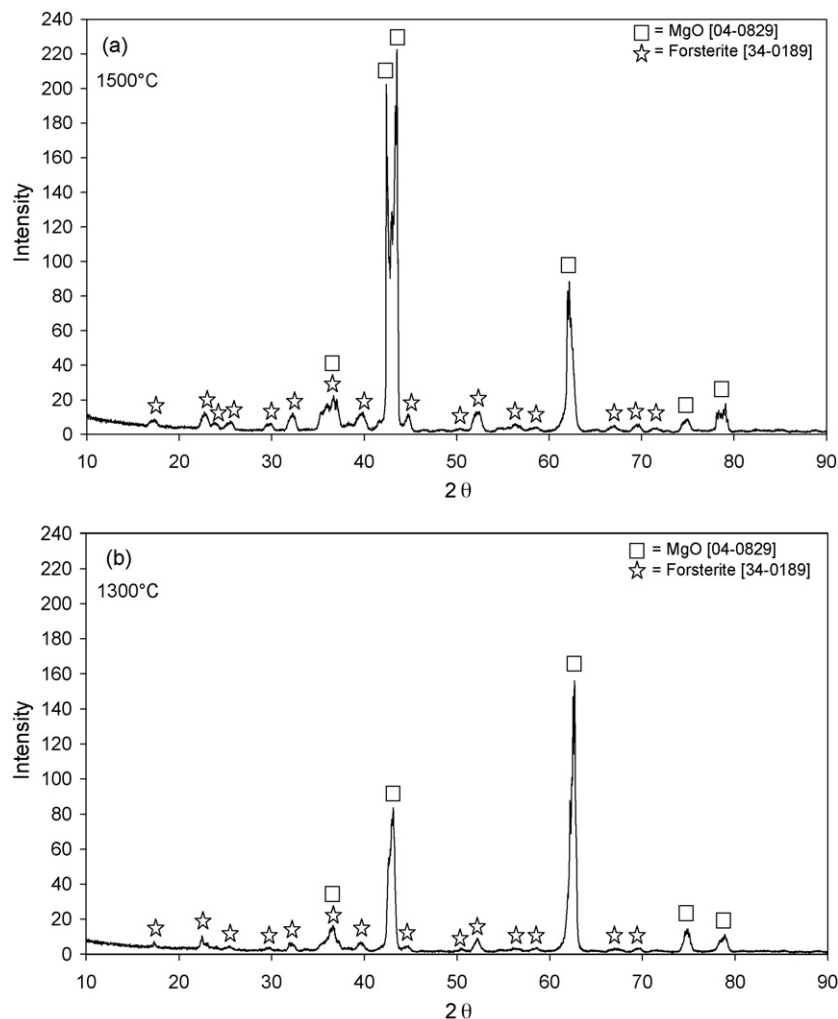 (a)
1500°C
□ = MgO [04-0829]
☆ = Forsterite [34-0189]
Intensity
240
220
200
180
160
140
120
100
80
60
40
20
0
10 20 30 40 50 60 70 80 90
2 θ
(b)
1300°C
□ = MgO [04-0829]
☆ = Forsterite [34-0189]
Intensity
240
220
200
180
160
140
120
100
80
60
40
20
0
10 20 30 40 50 60 70 80 90
2 θ